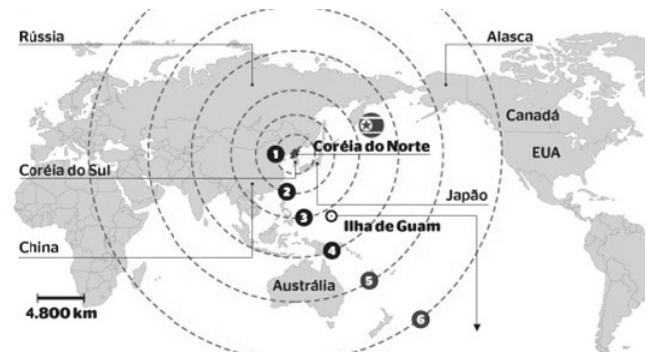 Rússia
Alasca
Canadá
EUA
1
Coréia do Norte
Coréia do Sul
2
Japão
3
Ilha de Guam
China
4
Austrália
5
4.800 km
6